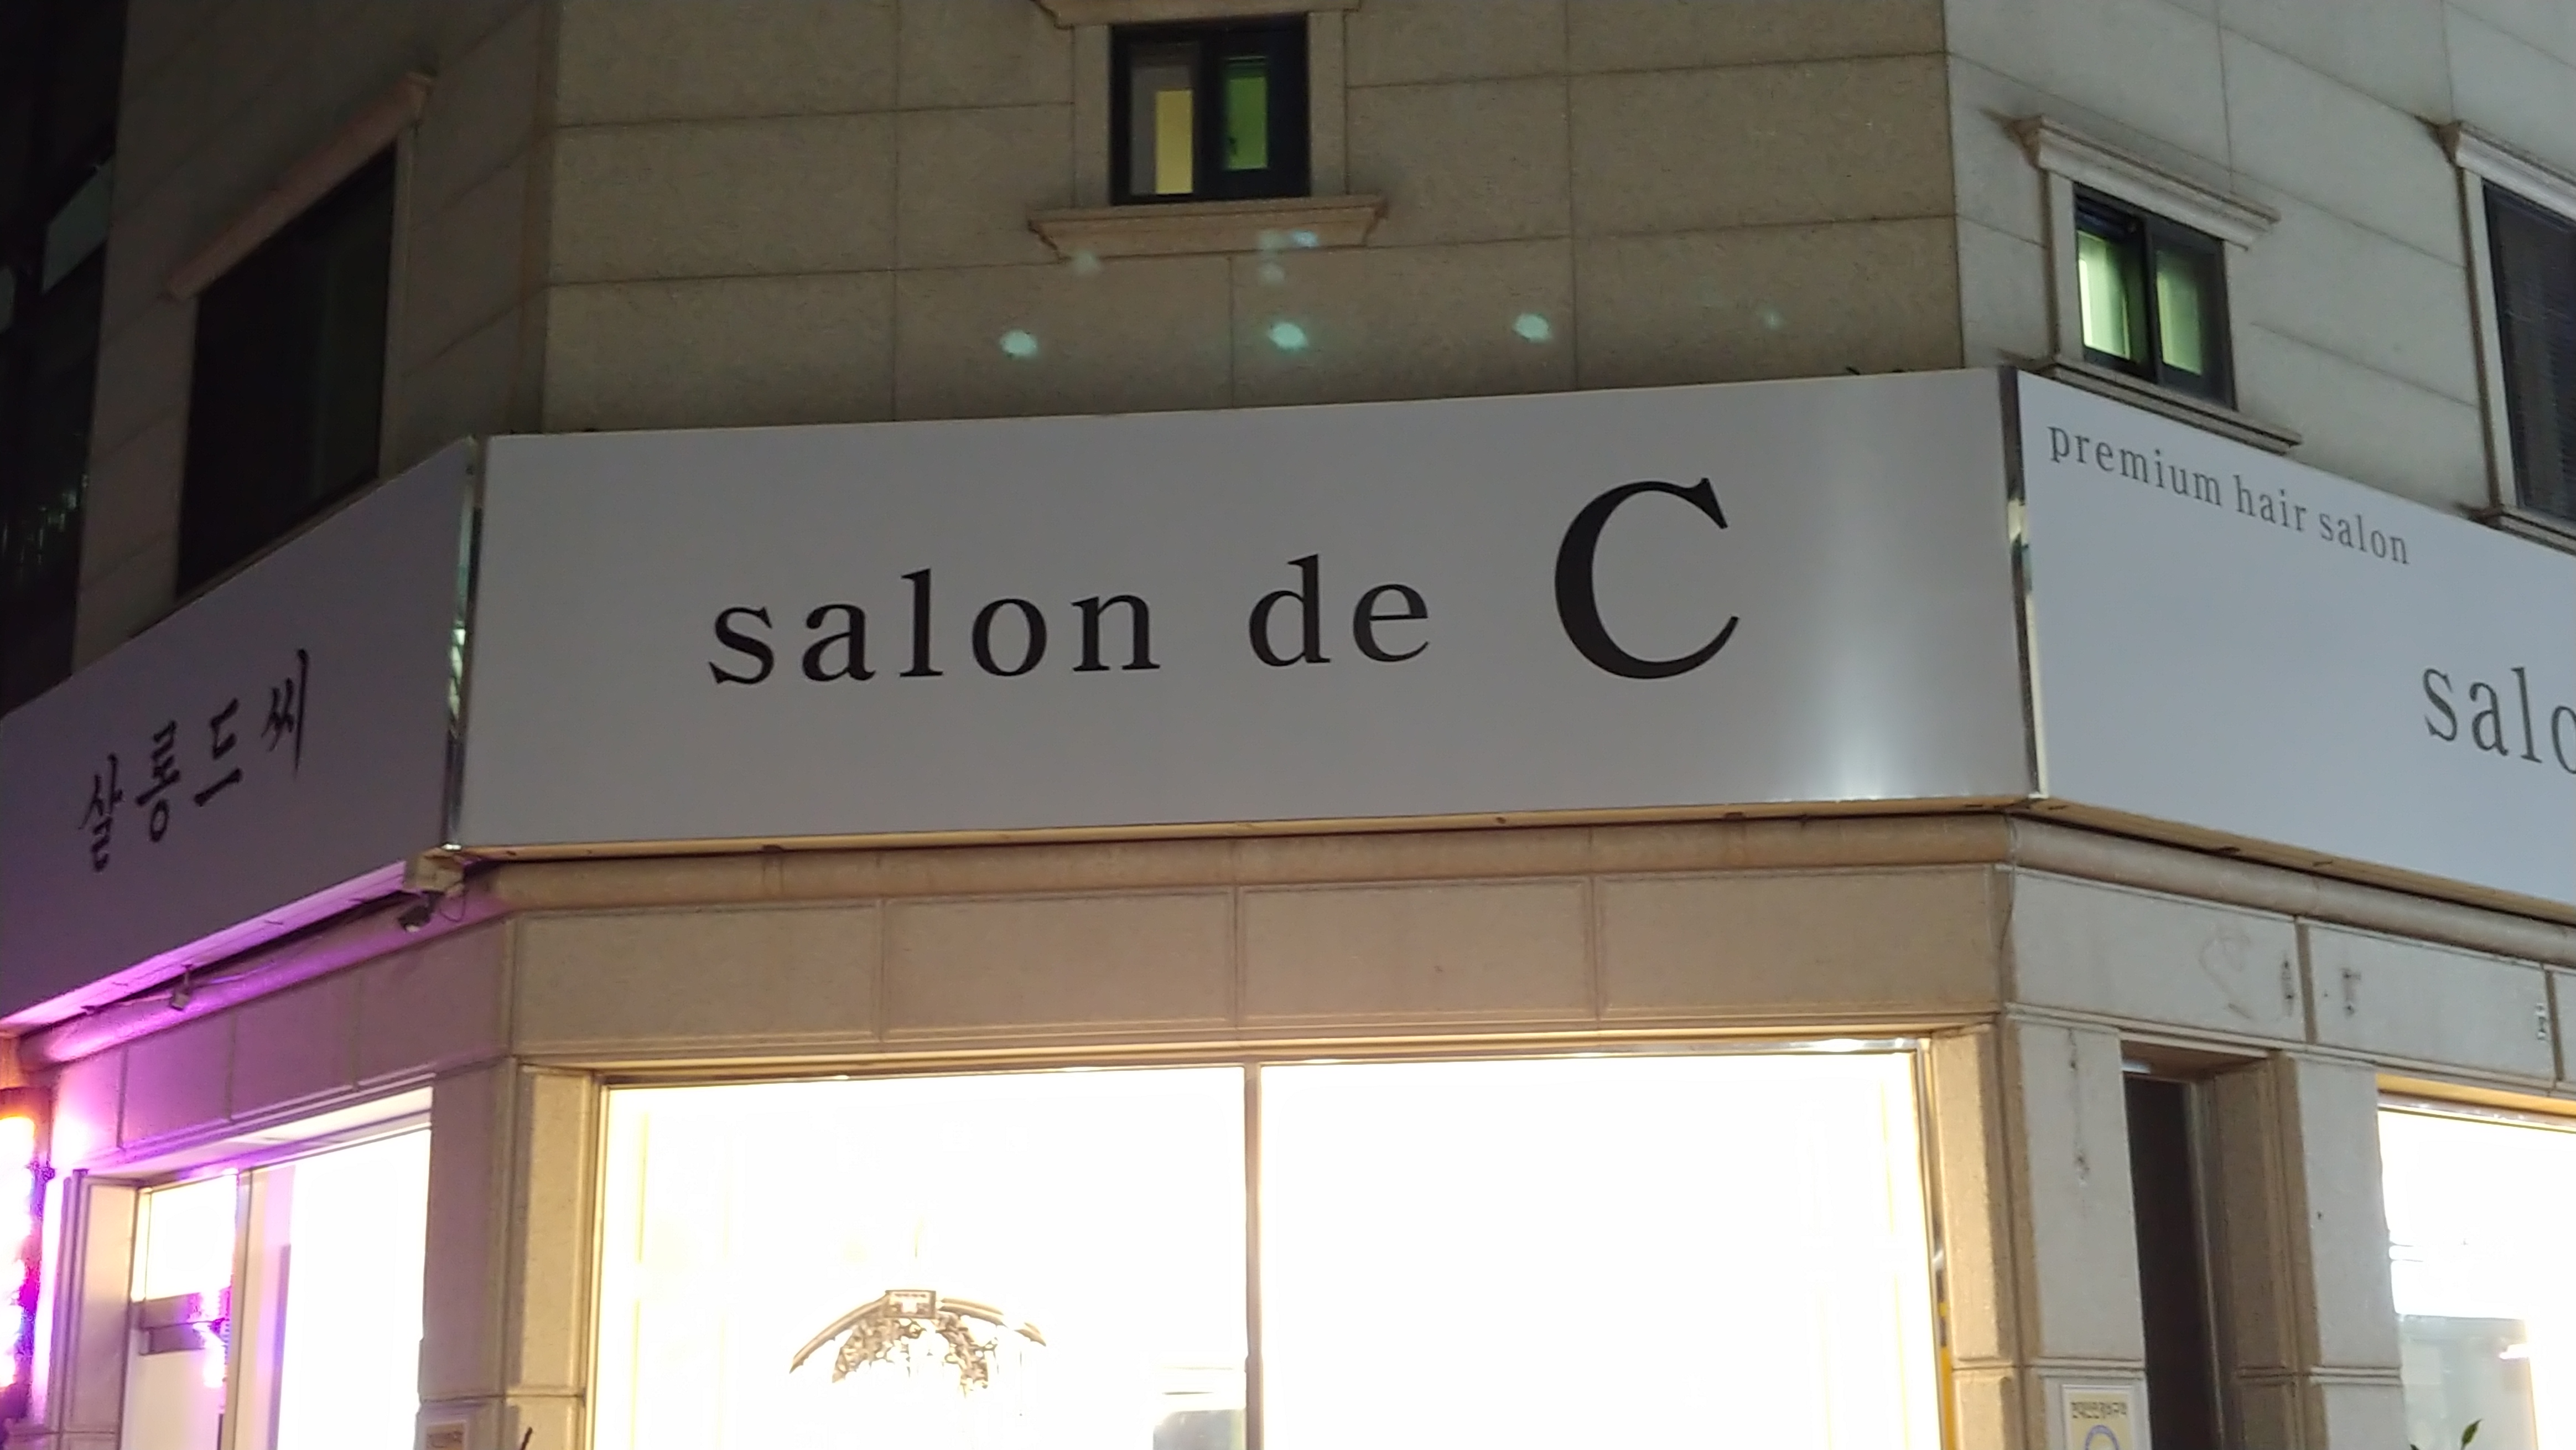 살롱드씨
salon de C
premium hair salon
salo